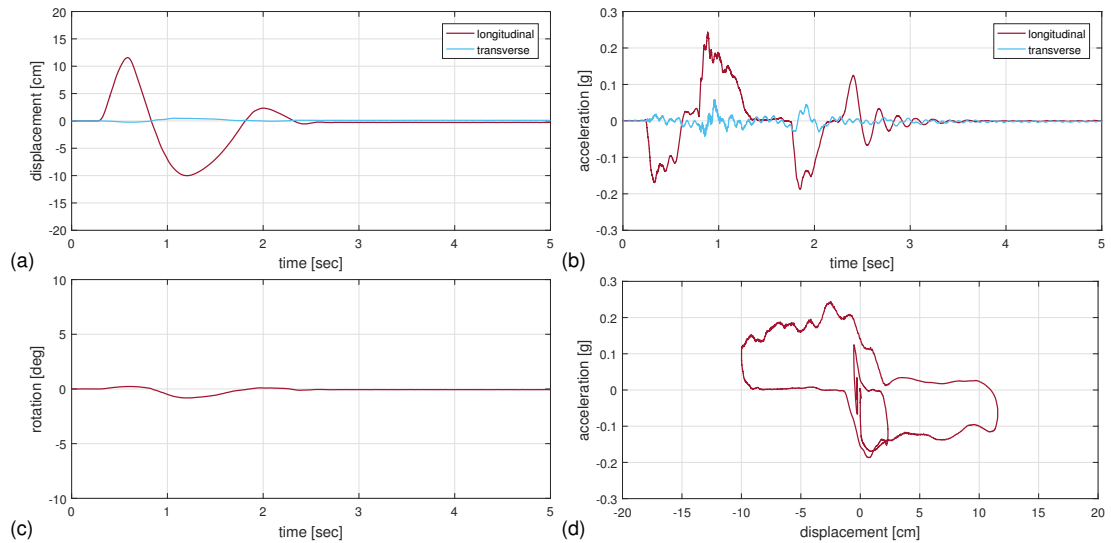 20
15
10
5
0
-5
-10
-15
-20
displacement [cm]
longitudinal
transverse
0 1 2 3 4 5
time [sec]
(a)
0.3
0.2
0.1
0
-0.1
-0.2
-0.3
acceleration [g]
longitudinal
transverse
0 1 2 3 4 5
time [sec]
(b)
10
5
0
-5
-10
rotation [deg]
0 1 2 3 4 5
time [sec]
(c)
0.3
0.2
0.1
0
-0.1
-0.2
-0.3
acceleration [g]
-20 -15 -10 -5 0 5 10 15 20
displacement [cm]
(d)